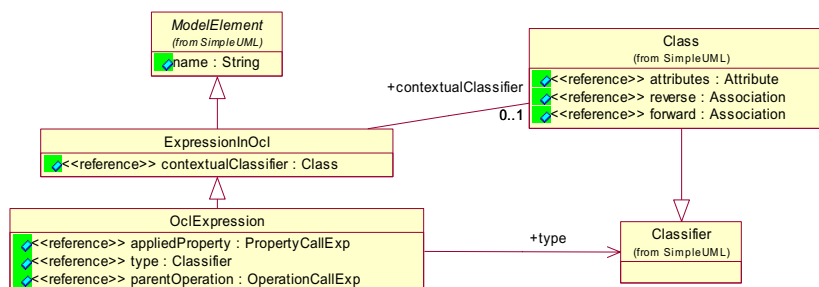 ModelElement
(from SimpleUML)
name : String
Class
(from SimpleUML)
<<reference>> attributes : Attribute
<<reference>> reverse : Association
<<reference>> forward : Association
+contextualClassifier
0..1
ExpressionInOcl
<<reference>> contextualClassifier : Class
OclExpression
<<reference>> appliedProperty : PropertyCallExp
<<reference>> type : Classifier
<<reference>> parentOperation : OperationCallExp
+type
Classifier
(from SimpleUML)